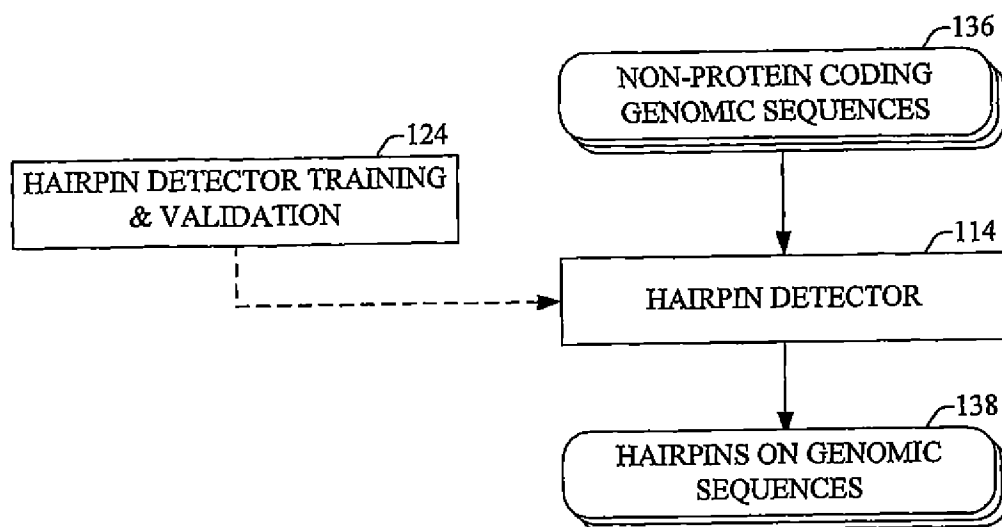 136
NON-PROTEIN CODING
GENOMIC SEQUENCES
124
HAIRPIN DETECTOR TRAINING
& VALIDATION
114
HAIRPIN DETECTOR
138
HAIRPINS ON GENOMIC
SEQUENCES